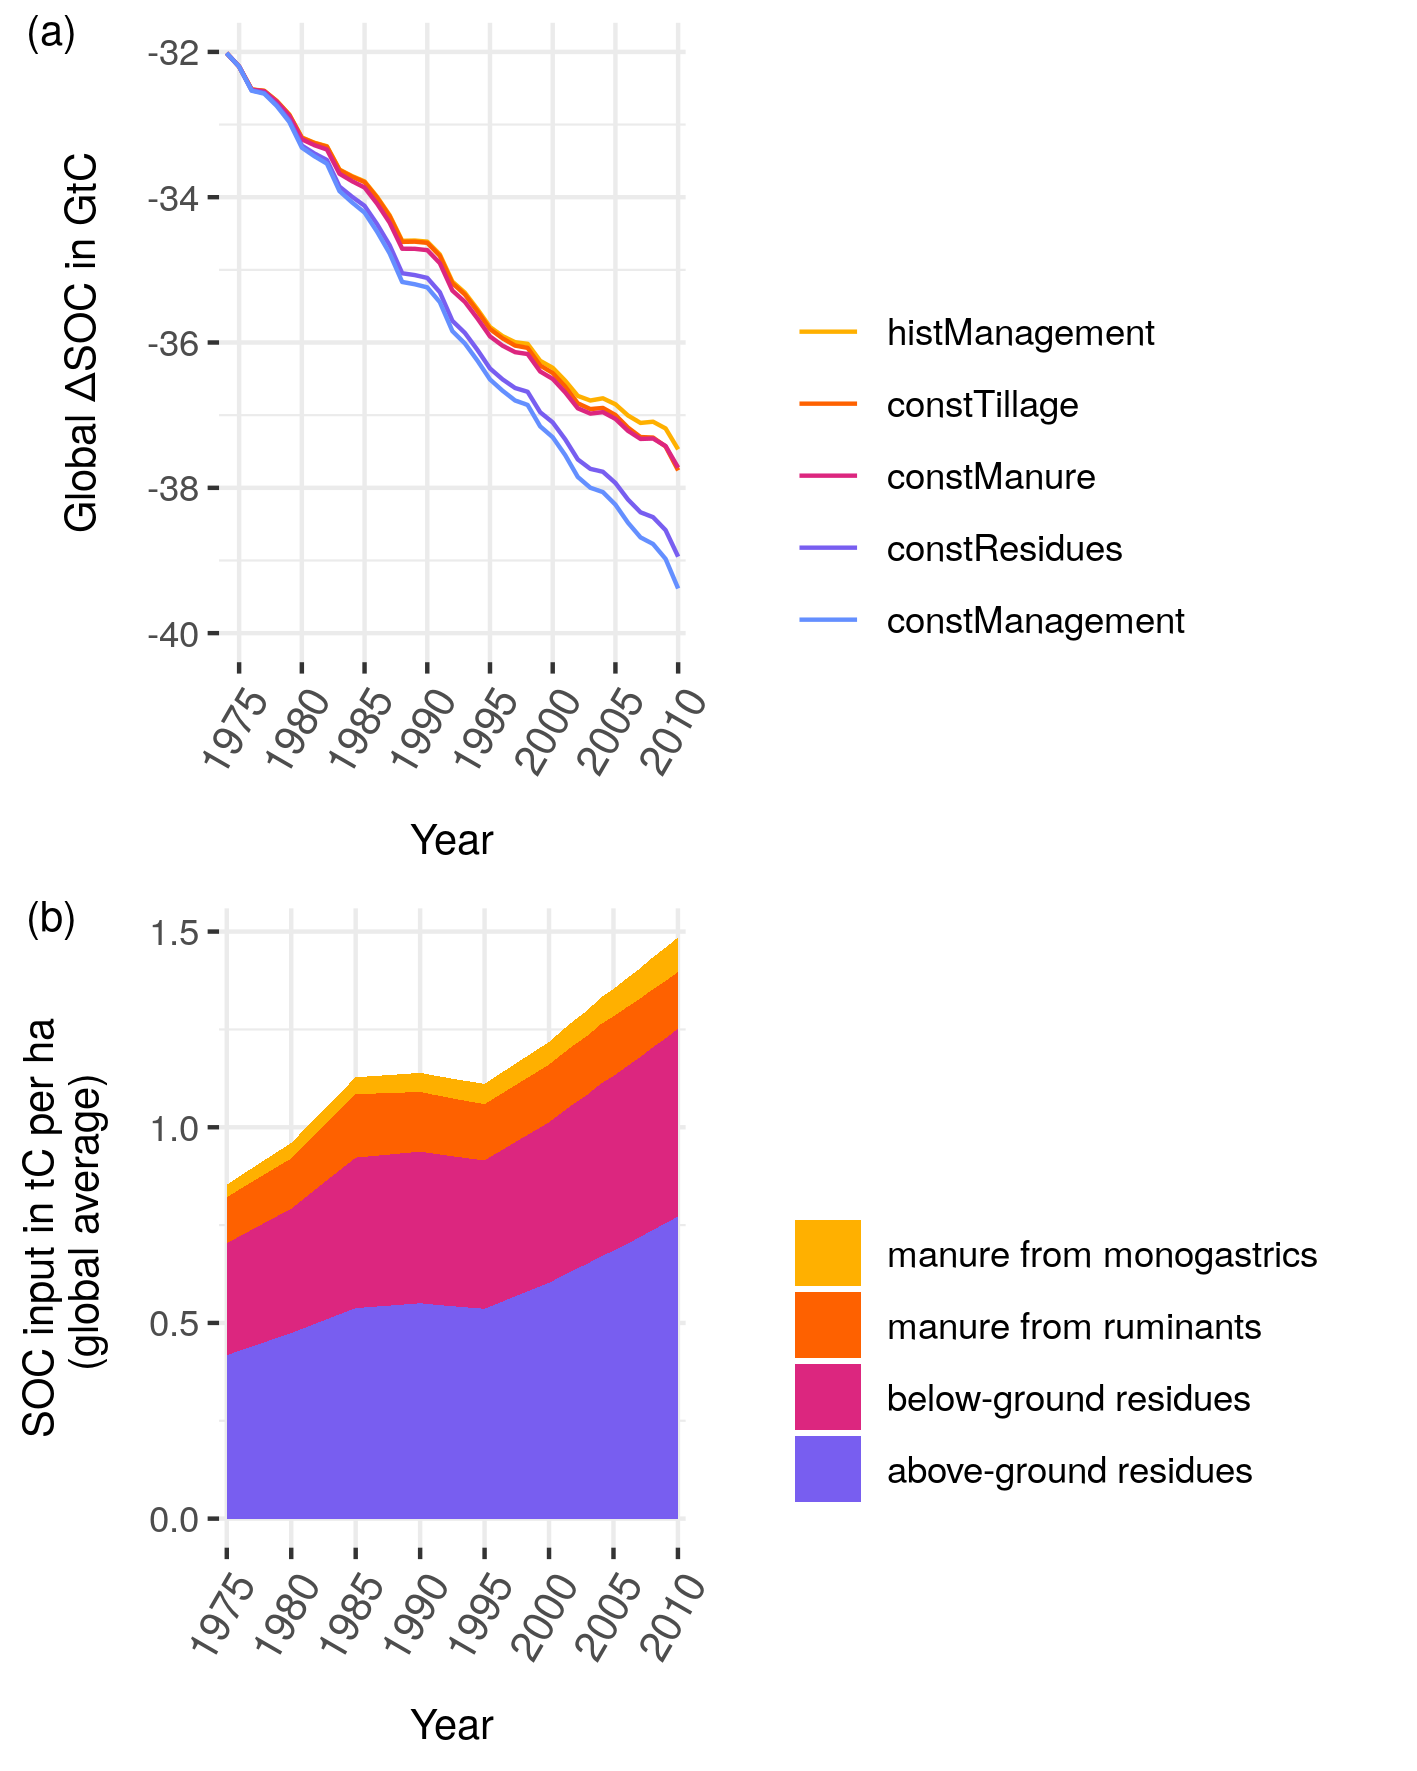 (a)
Global ΔSOC in GtC
-32
-34
-36
-38
-40
1975
1980
1985
1990
1995
2000
2005
2010
Year
histManagement
constTillage
constManure
constResidues
constManagement
(b)
SOC input in tC per ha
(global average)
1.5
1.0
0.5
0.0
1975
1980
1985
1990
1995
2000
2005
2010
Year
manure from monogastrics
manure from ruminants
below-ground residues
above-ground residues